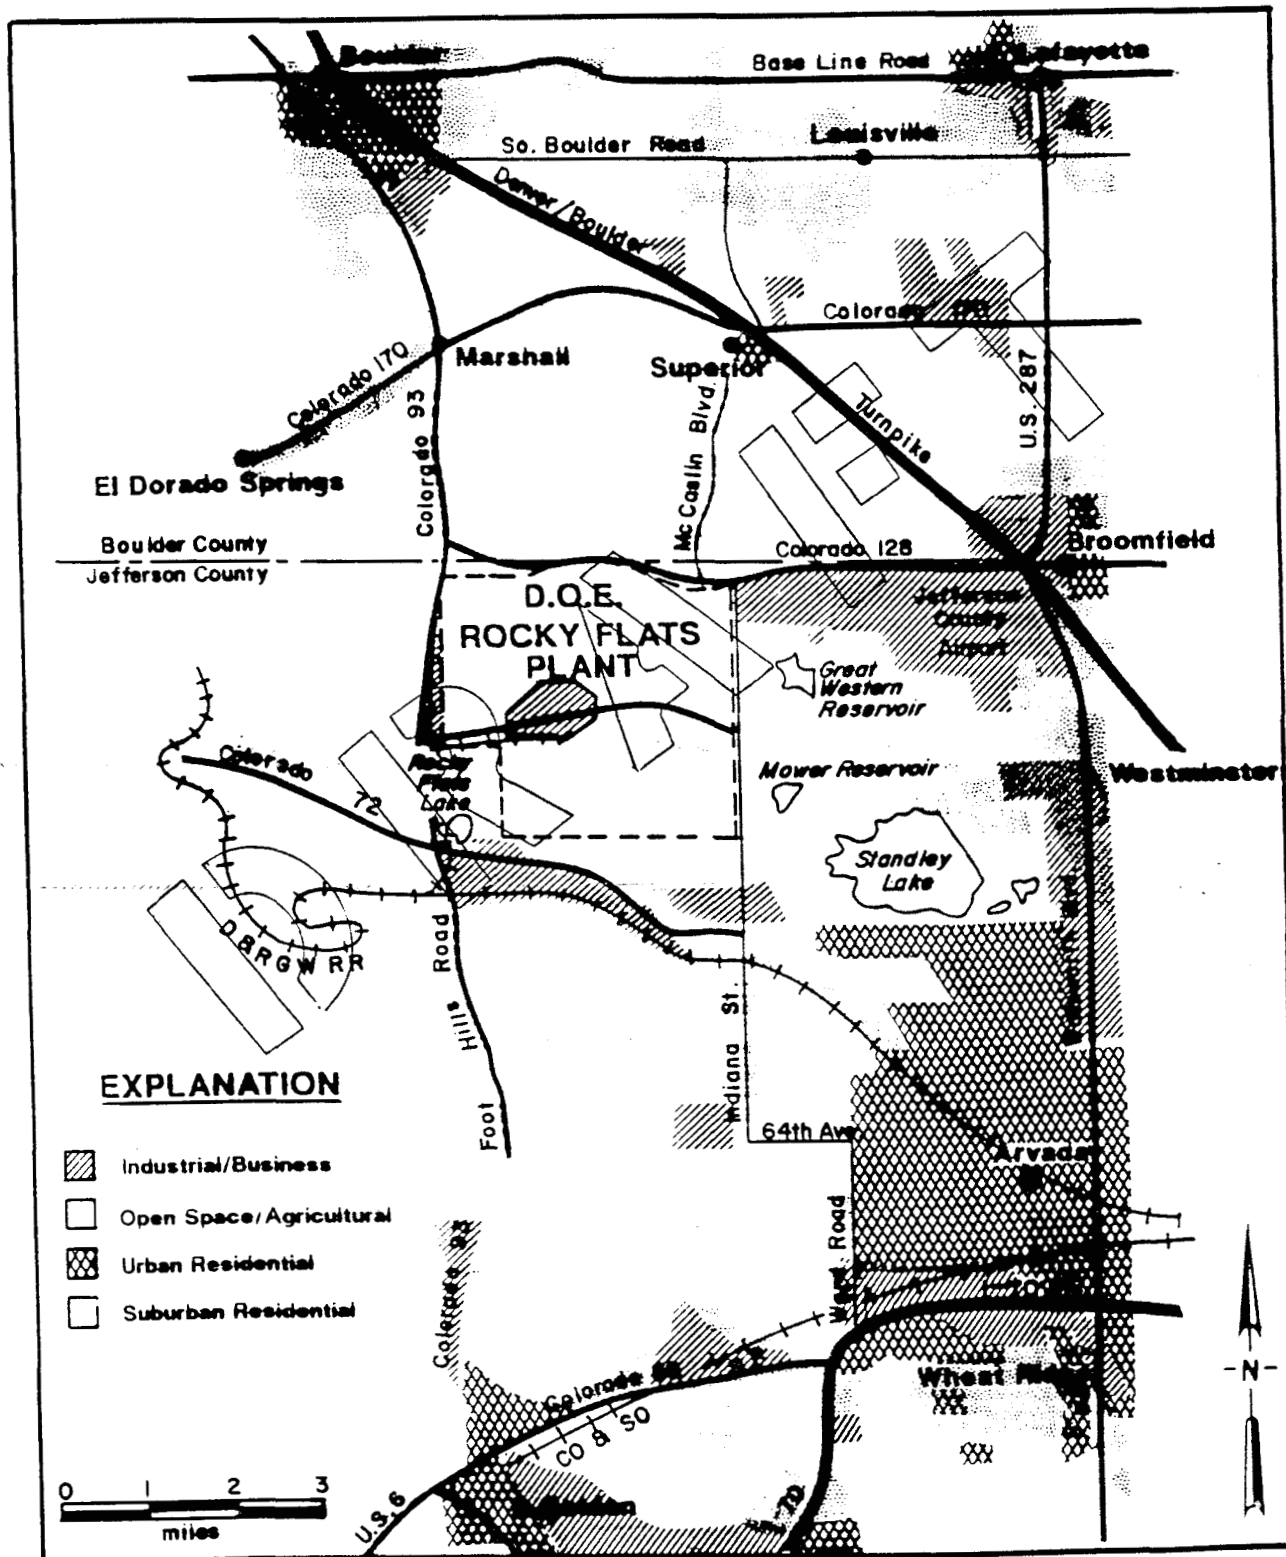 Boulder
Base Line Road
Lafayette
So. Boulder Road
Louisville
Denver/Boulder
Colorado
Marshall
Superior
Colorado 170
Colorado 93
McCaslin Blvd.
Turnpike
U.S. 287
El Dorado Springs
Boulder County
Jefferson County
Colorado 128
Broomfield
D.O.E.
ROCKY FLATS
PLANT
Jefferson
County
Airport
Great
Western
Reservoir
Colorado
72
Rocky
Flats
Lake
Mower Reservoir
Westminster
Standley
Lake
D&RGW RR
Road
Hills
Foot
Indiana St.
64th Ave
Arvada
Ward Road
EXPLANATION
Industrial/Business
Open Space/Agricultural
Urban Residential
Suburban Residential
Colorado 93
Colorado
CO & SO
Wheat Ridge
U.S. 6
I-70
-N-
0 1 2 3
miles